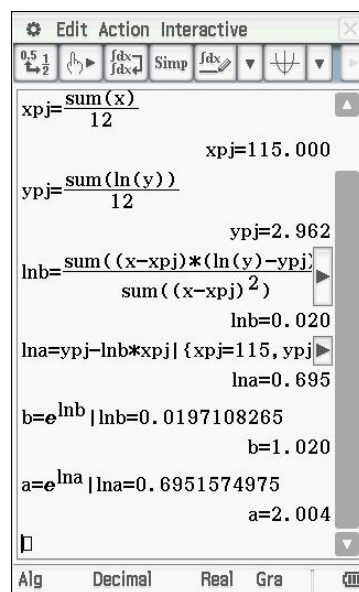 Edit Action Interactive
0.5 1/2 ∫dx ∫dx Simp ∫dx
xpj=sum(x)/12
xpj=115.000
ypj=sum(ln(y))/12
ypj=2.962
lnb=sum((x-xpj)*(ln(y)-ypj)/sum((x-xpj)^2)
lnb=0.020
lna=ypj-lnb*xpj|{xpj=115,ypj
lna=0.695
b=e^lnb|lnb=0.0197108265
b=1.020
a=e^lna|lna=0.6951574975
a=2.004
Alg Decimal Real Gra